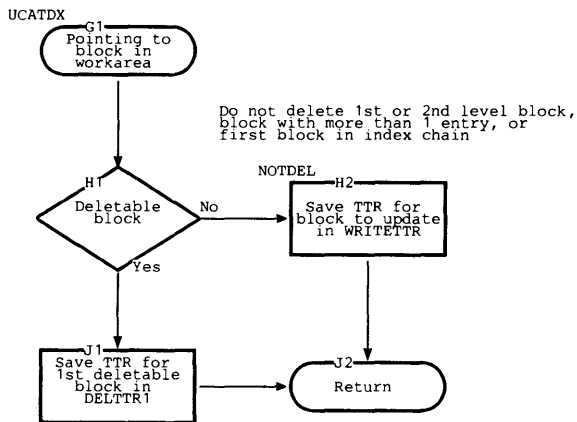 UCATDX
G1
Pointing to
block in
workarea
Do not delete 1st or 2nd level block,
block with more than 1 entry, or
first block in index chain
H1
Deletable
block
No
Yes
NOTDEL
H2
Save TTR for
block to update
in WRITETTR
J1
Save TTR for
1st deletable
block in
DELTTR1
J2
Return